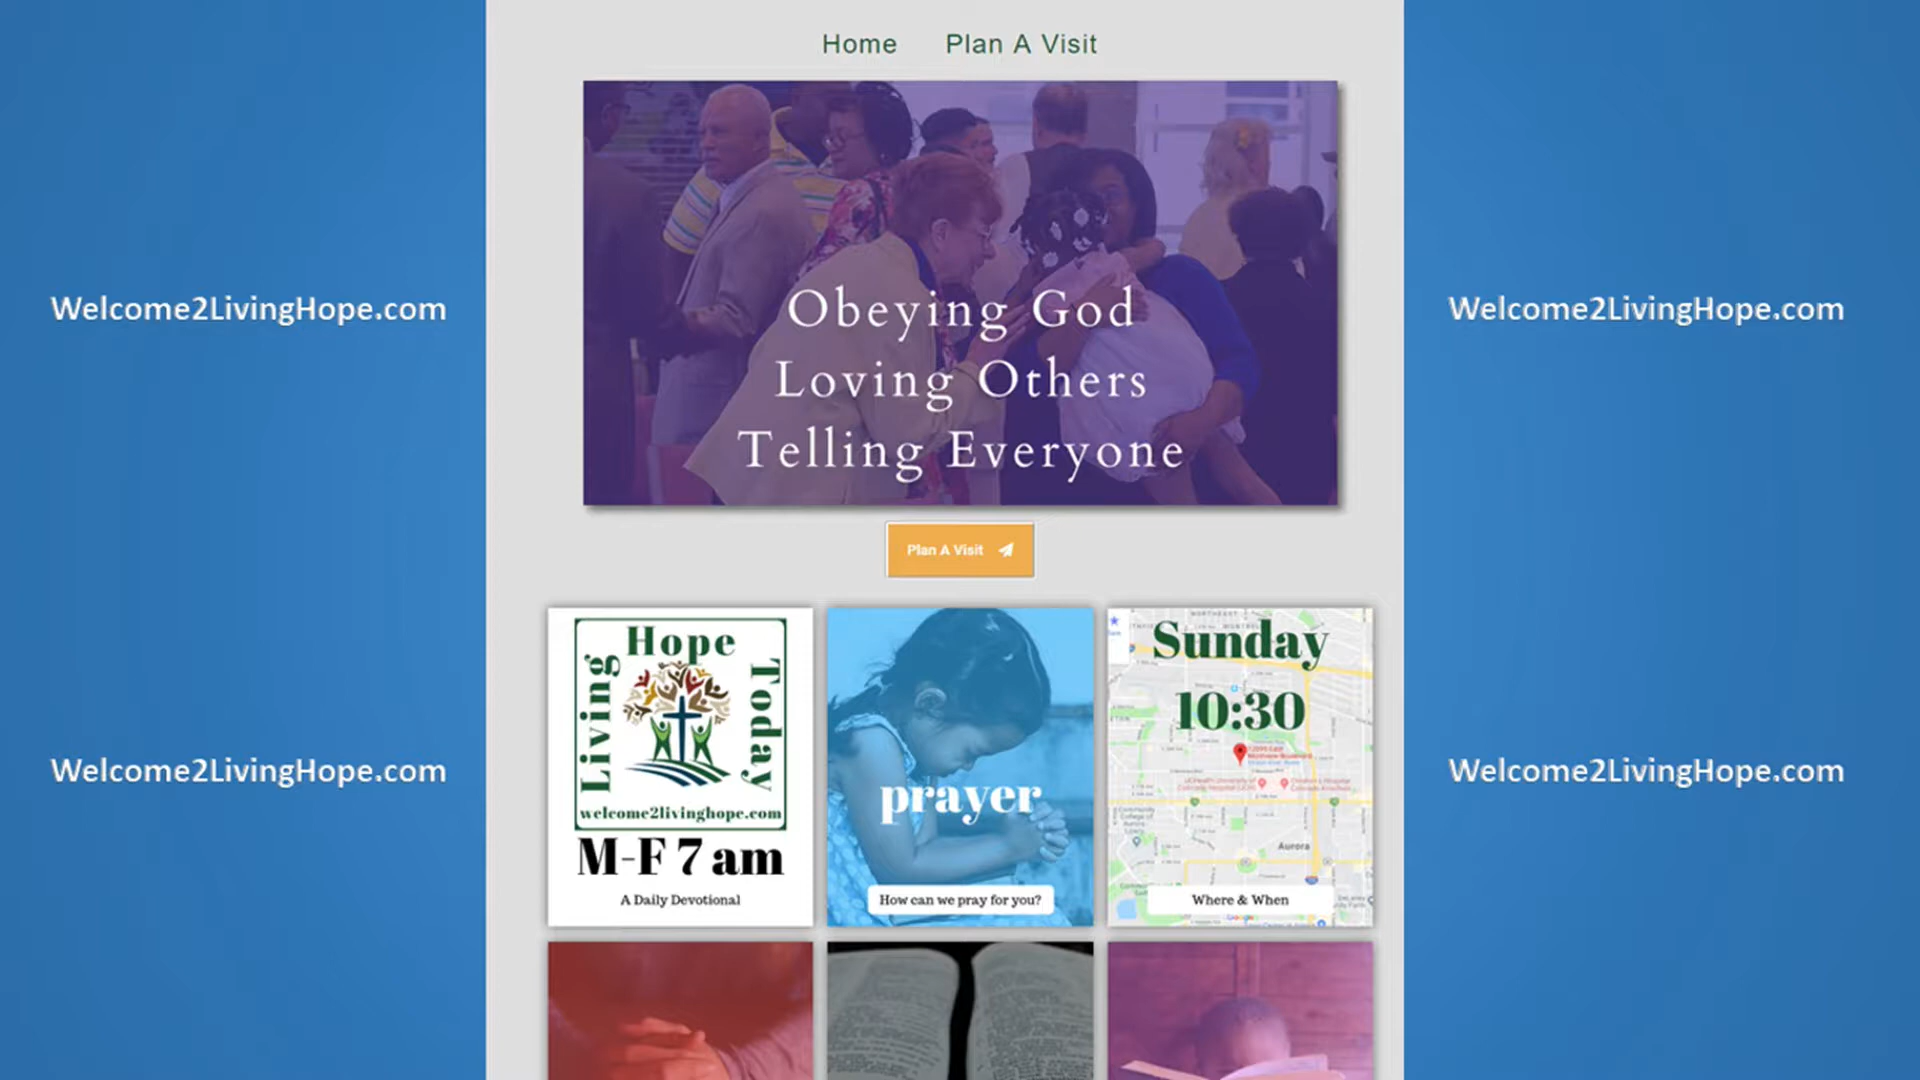 Home Plan A Visit
Obeying God
Loving Others
Telling Everyone
Welcome2LivingHope.com
Welcome2LivingHope.com
Plan A Visit
Living
Hope
Today
welcome2livinghope.com
M-F 7 am
A Daily Devotional
prayer
How can we pray for you?
Sunday
10:30
Aurora
Where & When
Welcome2LivingHope.com
Welcome2LivingHope.com